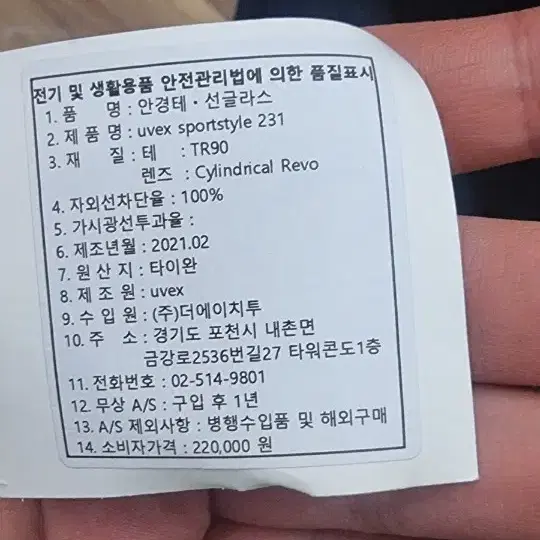 전기 및 생활용품 안전관리법에 의한 품질표시
1. 품 명 : 안경테 · 선글라스
2. 제 품 명 : uvex sportstyle 231
3. 재 질 : 테 : TR90
렌즈 : Cylindrical Revo
4. 자외선차단율 : 100%
5. 가시광선투과율 :
6. 제조년월 : 2021.02
7. 원 산 지 : 타이완
8. 제 조 원 : uvex
9. 수 입 원 : (주)더에이치투
10. 주 소 : 경기도 포천시 내촌면
금강로2536번길27 타워콘도1층
11. 전화번호 : 02-514-9801
12. 무상 A/S : 구입 후 1년
13. A/S 제외사항 : 병행수입품 및 해외구매
14. 소비자가격 : 220,000 원